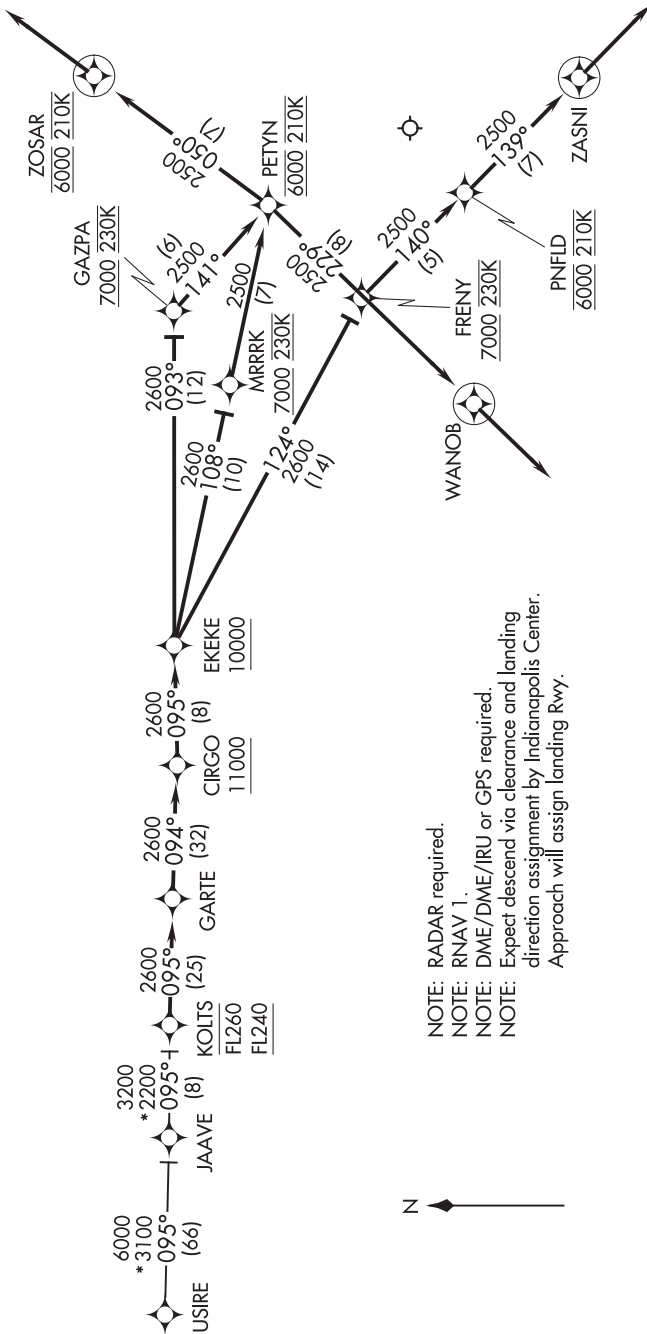 USIRE
6000
*3100
095°
(66)
JAAVE
3200
*2200
095°
(8)
KOLTS
FL260
FL240
2600
095°
(25)
GARTE
2600
094°
(32)
CIRGO
11000
2600
095°
(8)
EKEKE
10000
2600
093°
(12)
GAZPA
7000 230K
(6)
2500
141°
2600
108°
(10)
MRRRK
7000 230K
2500
(7)
PETYN
6000 210K
2500
050°
(7)
ZOSAR
6000 210K
2500
229°
(8)
WANOB
124°
2600
(14)
FRENY
7000 230K
2500
140°
(5)
PNFLD
6000 210K
2500
139°
(7)
ZASNI
N
NOTE: RADAR required.
NOTE: RNAV 1.
NOTE: DME/DME/IRU or GPS required.
NOTE: Expect descend via clearance and landing
direction assignment by Indianapolis Center.
Approach will assign landing Rwy.